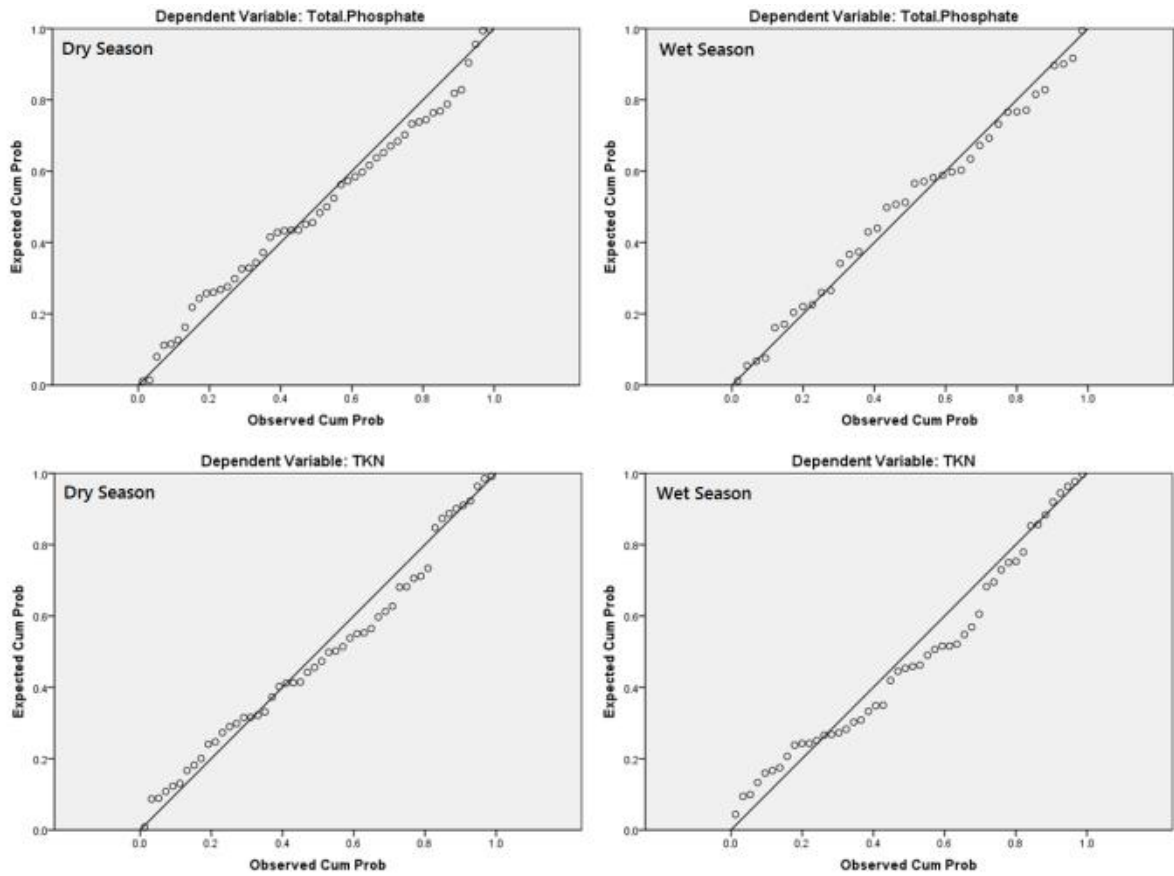 Dependent Variable: Total.Phosphate
Dry Season
1.0
0.8
0.6
0.4
0.2
0.0
Expected Cum Prob
0.0 0.2 0.4 0.6 0.8 1.0
Observed Cum Prob
Dependent Variable: Total.Phosphate
Wet Season
1.0
0.8
0.6
0.4
0.2
0.0
Expected Cum Prob
0.0 0.2 0.4 0.6 0.8 1.0
Observed Cum Prob
Dependent Variable: TKN
Dry Season
1.0
0.8
0.6
0.4
0.2
0.0
Expected Cum Prob
0.0 0.2 0.4 0.6 0.8 1.0
Observed Cum Prob
Dependent Variable: TKN
Wet Season
1.0
0.8
0.6
0.4
0.2
0.0
Expected Cum Prob
0.0 0.2 0.4 0.6 0.8 1.0
Observed Cum Prob